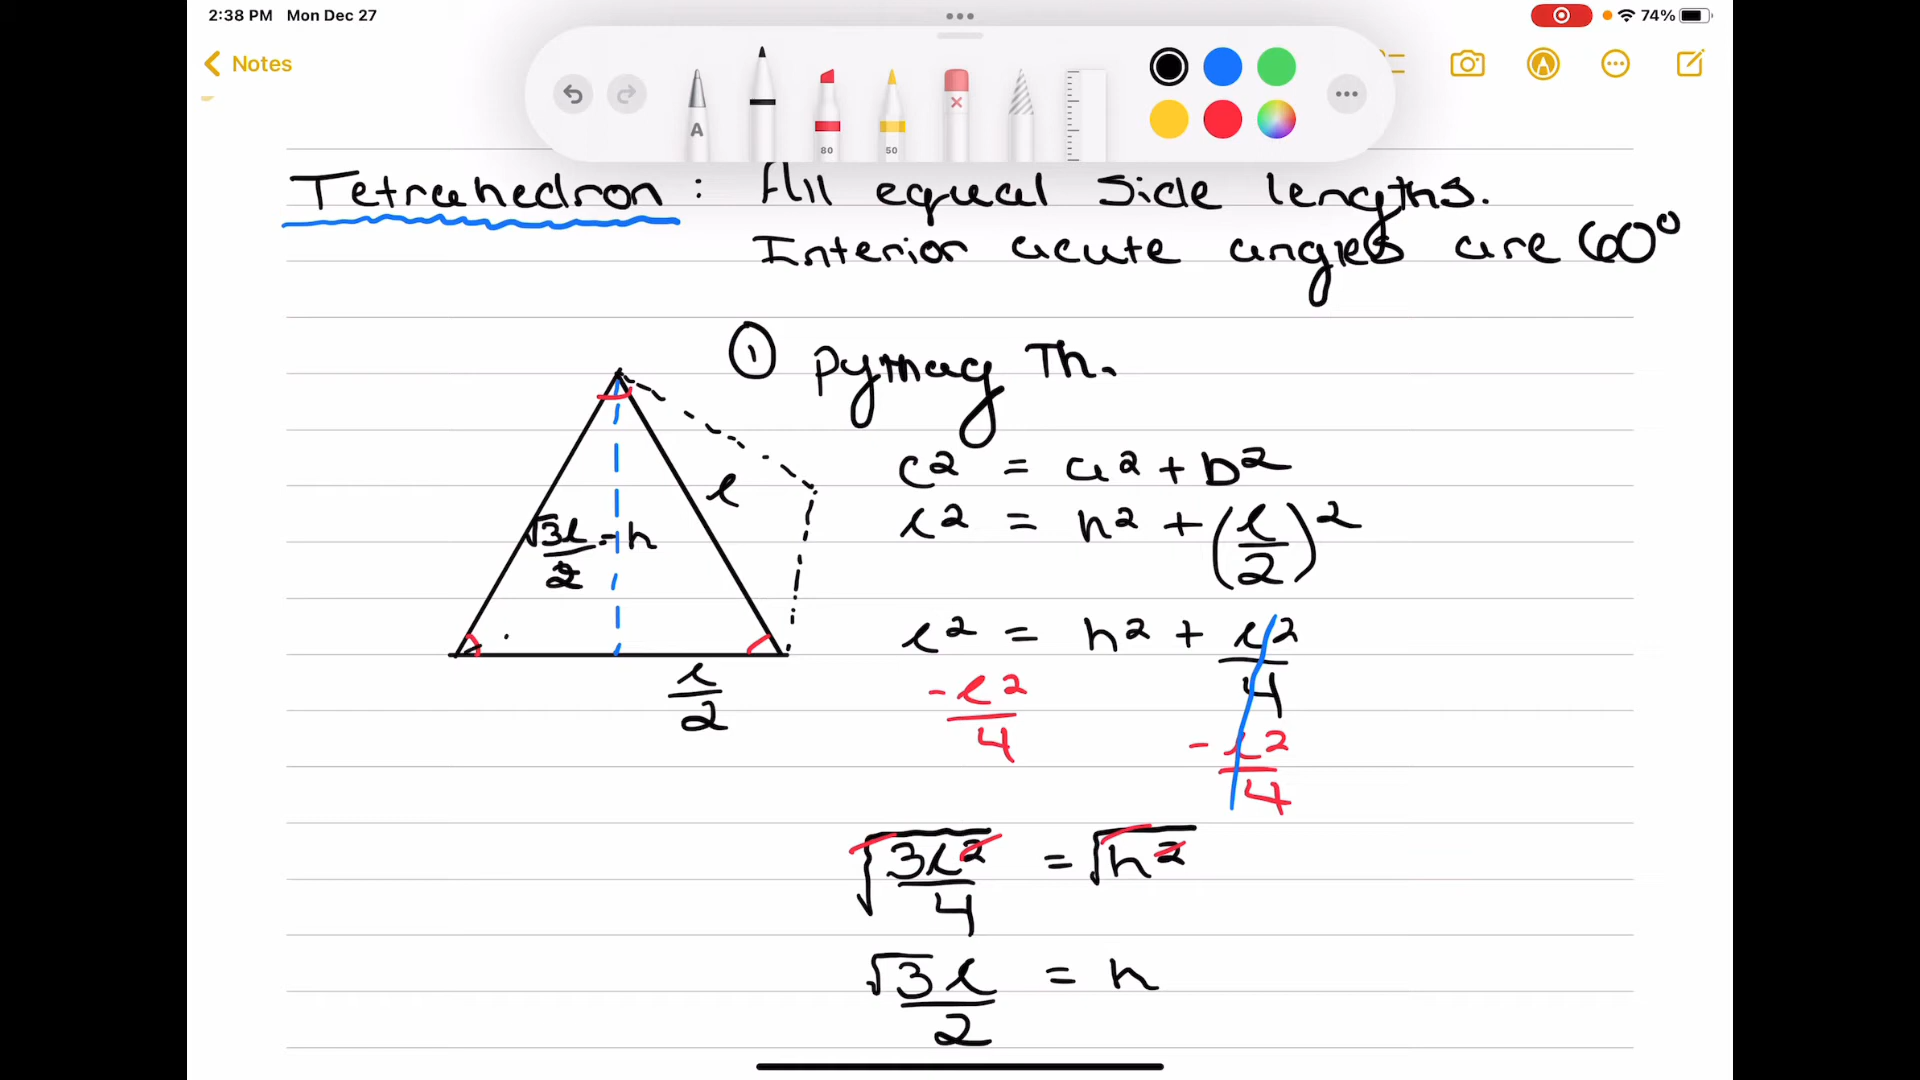 2:38 PM Mon Dec 27
74%
Notes
A
80
50
Tetrahedron : All equal Side lengths.
Interior acute angles are 60°
① Pythag Th.
c² = a² + b²
l² = h² + (l/2)²
l² = h² + l²/4
- l²/4 - l²/4
√(3l²/4) = √h²
√3l/2 = h
l
√3l/2 = h
l/2